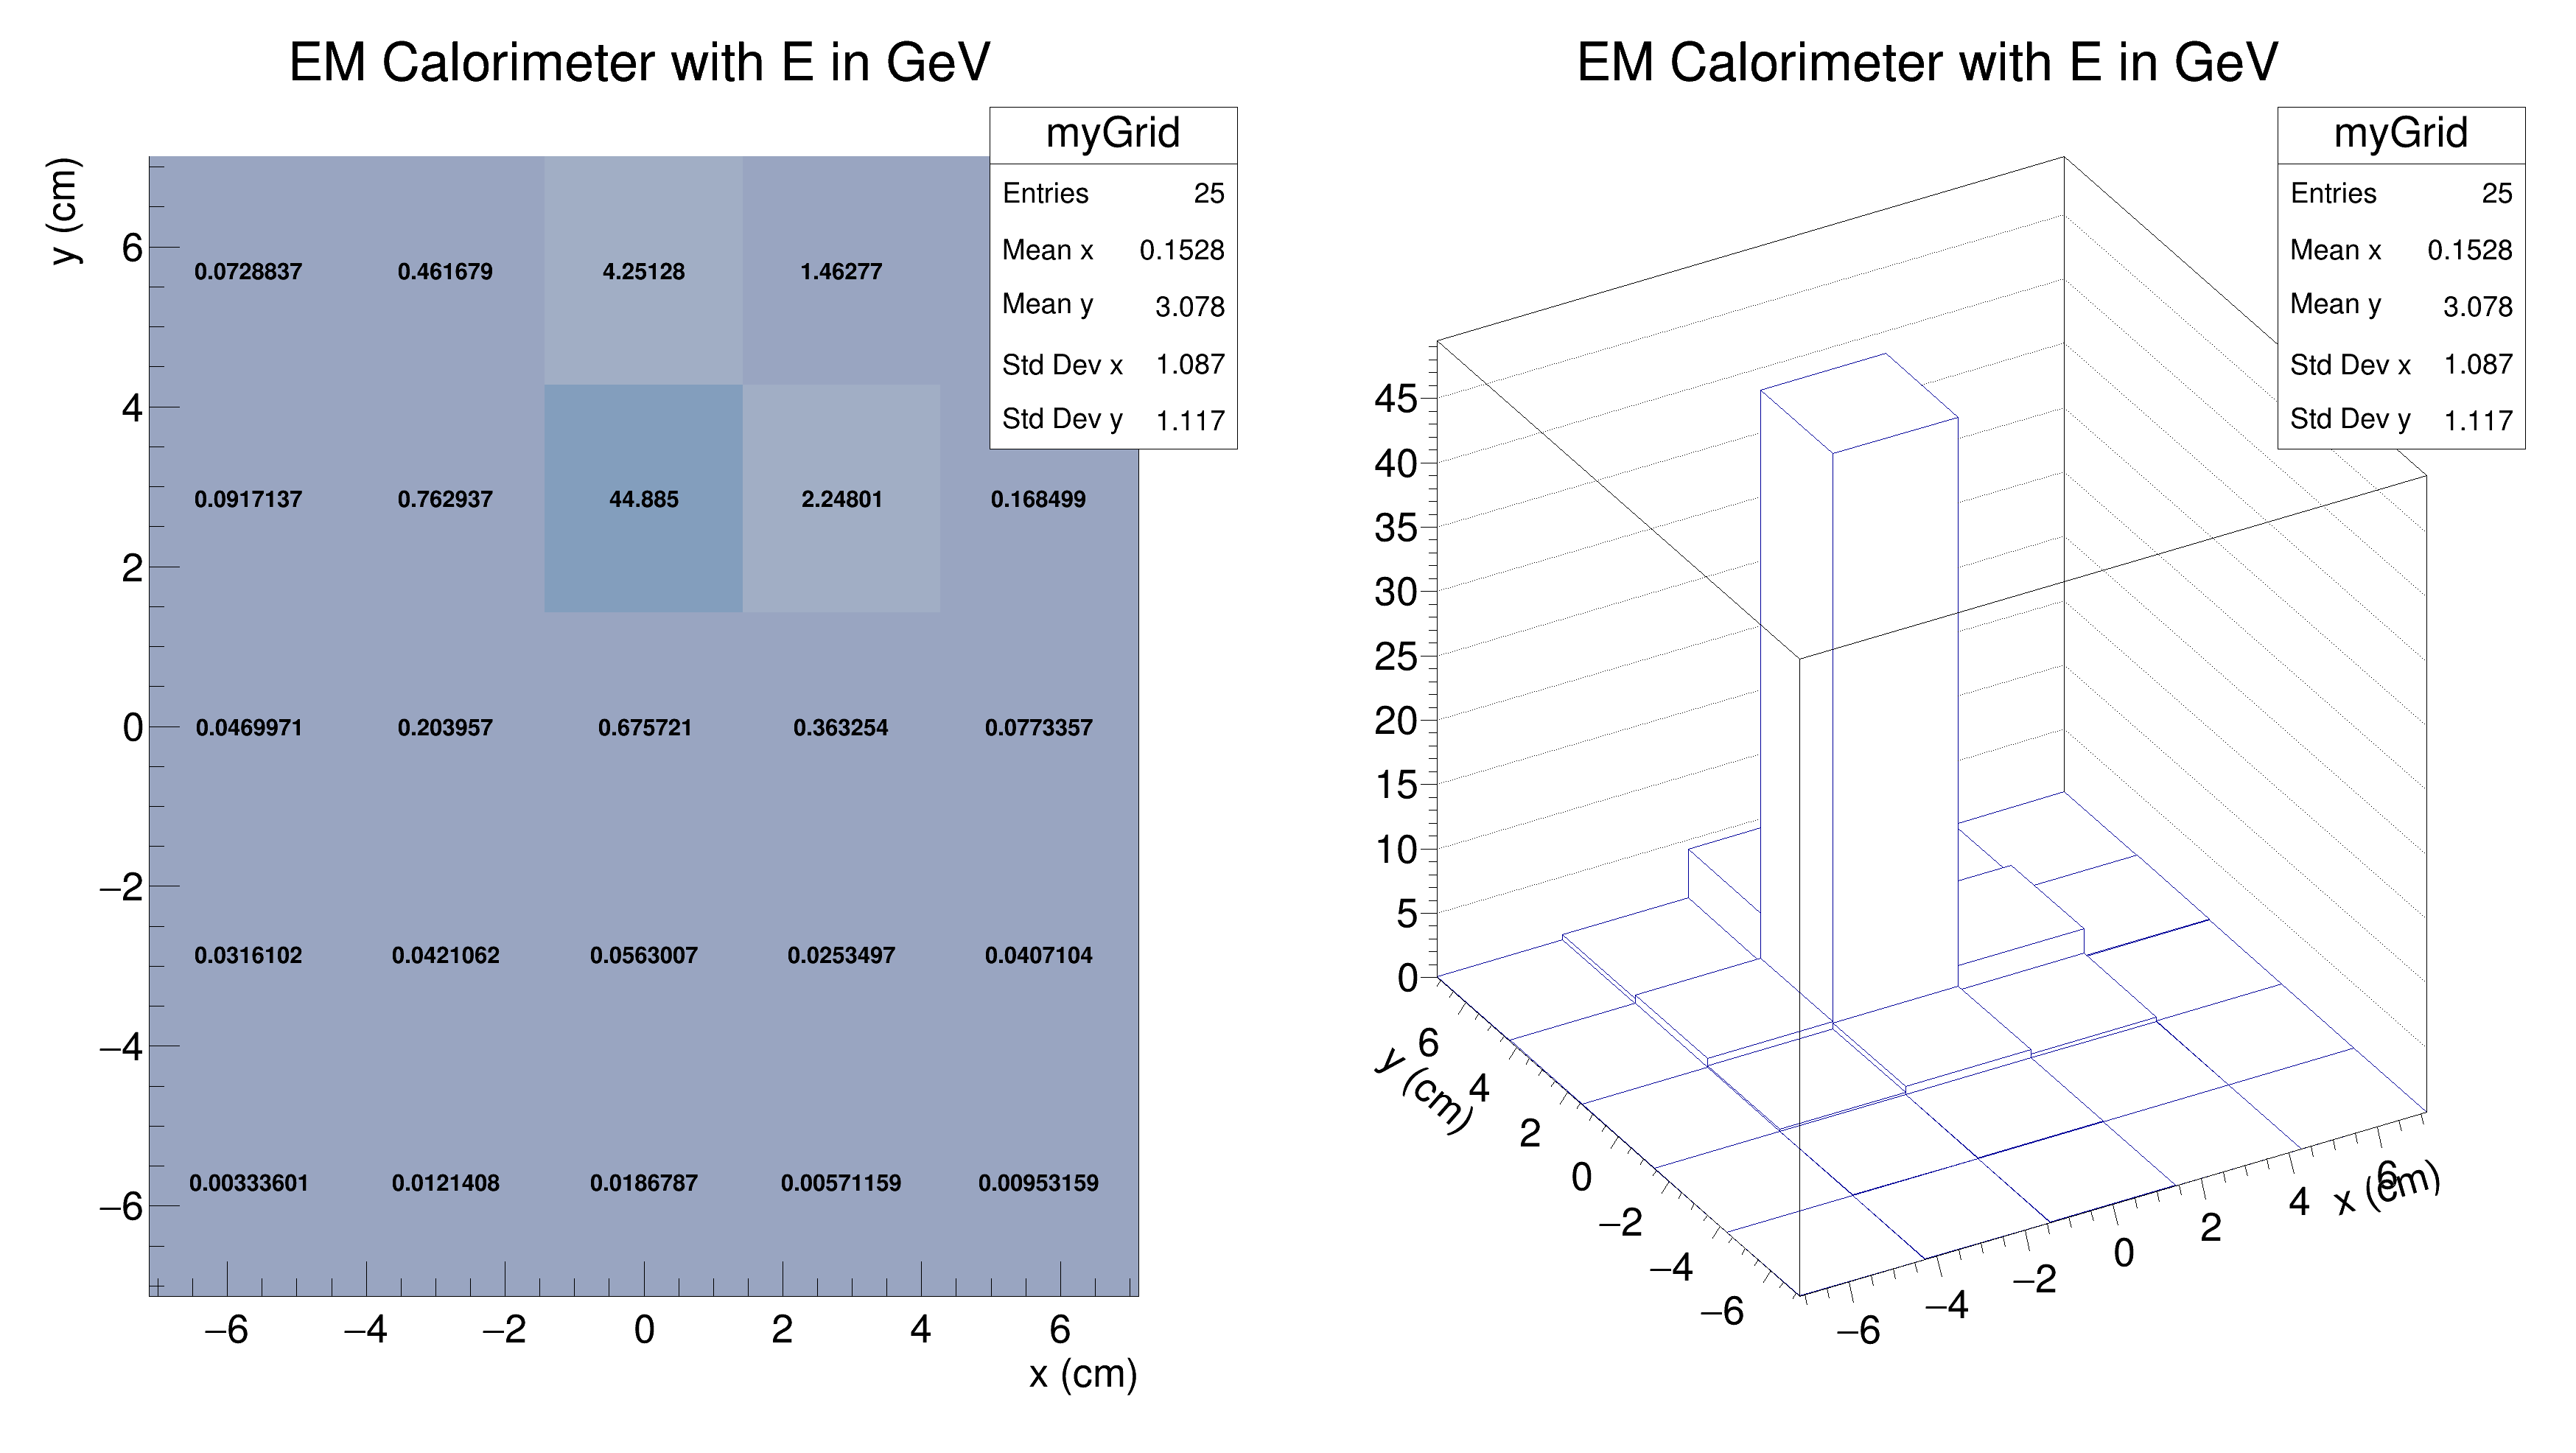 EM Calorimeter with E in GeV
myGrid
Entries 25
Mean x 0.1528
Mean y 3.078
Std Dev x 1.087
Std Dev y 1.117
y (cm)
6
4
2
0
−2
−4
−6
0.0728837 0.461679 4.25128 1.46277
0.0917137 0.762937 44.885 2.24801 0.168499
0.0469971 0.203957 0.675721 0.363254 0.0773357
0.0316102 0.0421062 0.0563007 0.0253497 0.0407104
0.00333601 0.0121408 0.0186787 0.00571159 0.00953159
−6 −4 −2 0 2 4 6
x (cm)
EM Calorimeter with E in GeV
myGrid
Entries 25
Mean x 0.1528
Mean y 3.078
Std Dev x 1.087
Std Dev y 1.117
45
40
35
30
25
20
15
10
5
0
6
4
2
0
−2
−4
−6
y (cm)
−6
−4
−2
0
2
4
6
x (cm)